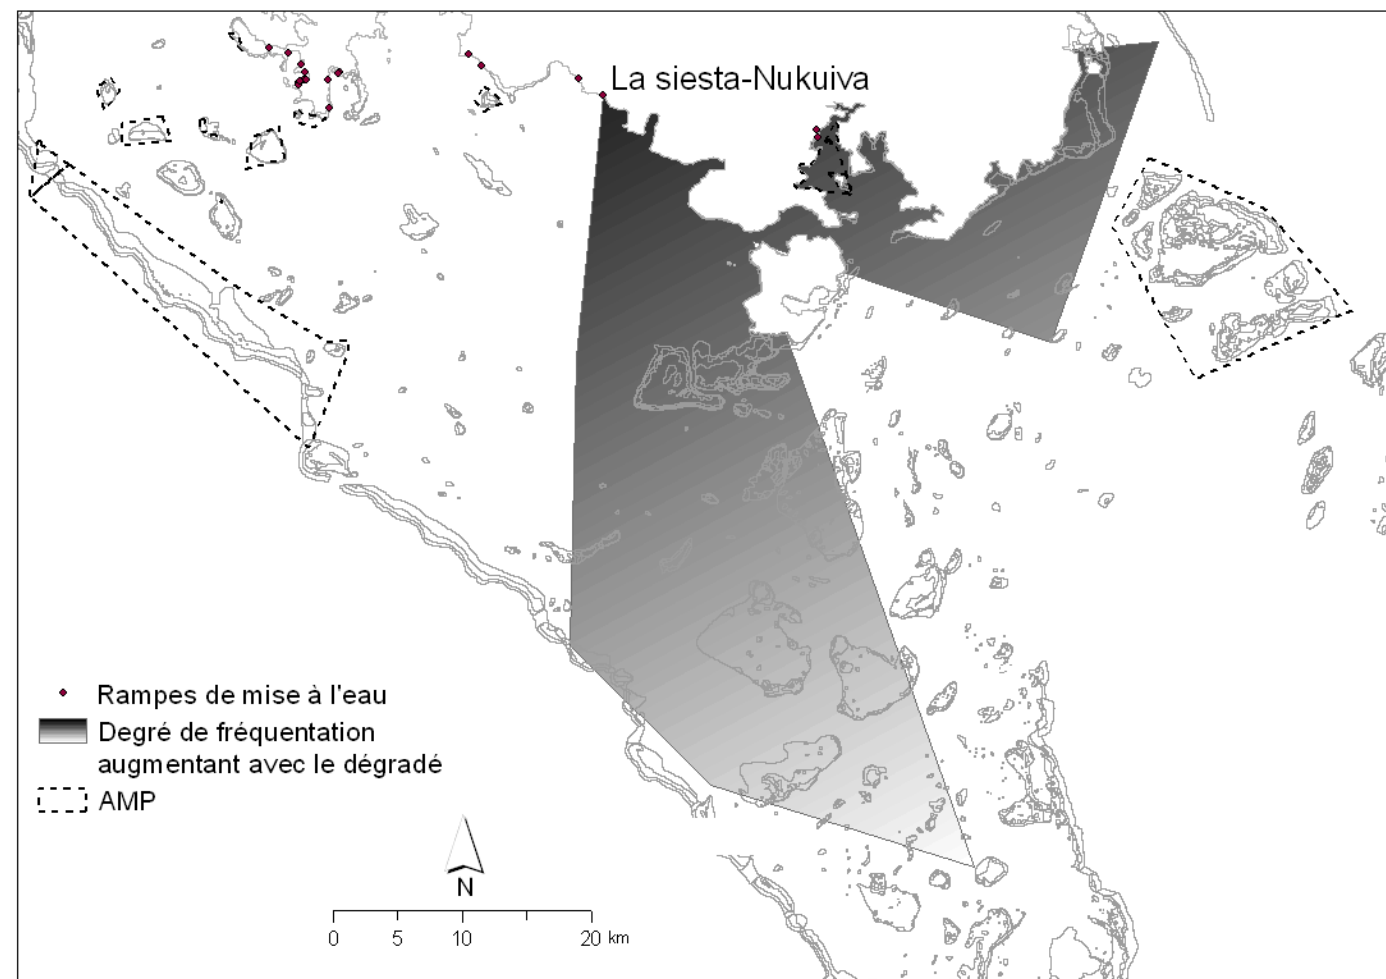 La siesta-Nukuiva
Rampes de mise à l'eau
Degré de fréquentation
augmentant avec le dégradé
AMP
N
0 5 10 20 km